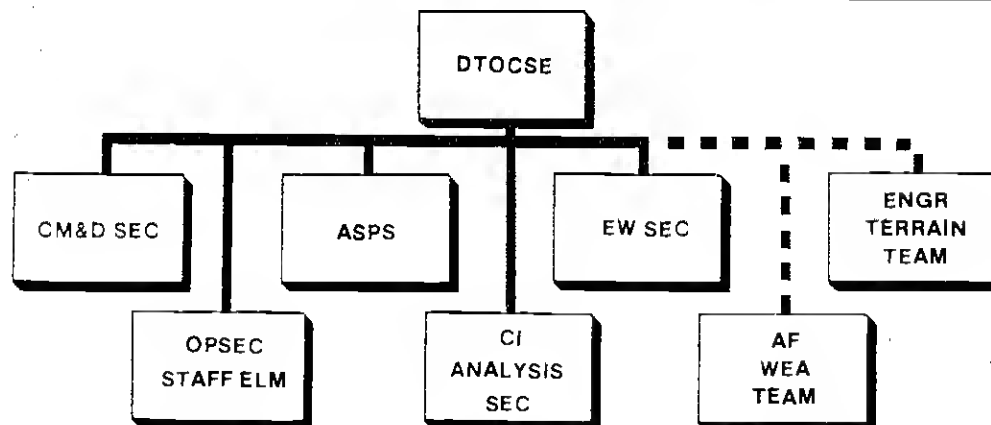 DTOCSE
CM&D SEC
ASPS
EW SEC
ENGR
TERRAIN
TEAM
OPSEC
STAFF ELM
CI
ANALYSIS
SEC
AF
WEA
TEAM